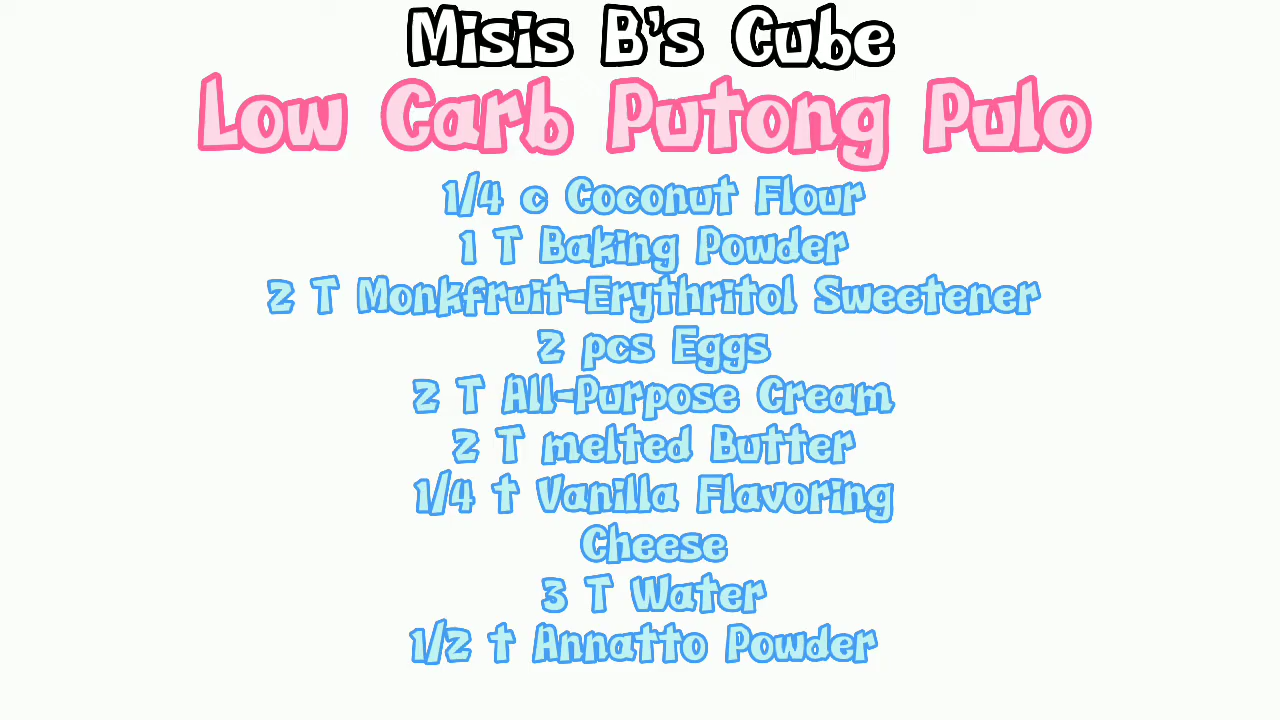 Misis B's Cube
Low Carb Putong Pulo
1/4 c Coconut Flour
1 T Baking Powder
2 T Monkfruit-Erythritol Sweetener
2 pcs Eggs
2 T All-Purpose Cream
2 T melted Butter
1/4 t Vanilla Flavoring
Cheese
3 T Water
1/2 t Annatto Powder